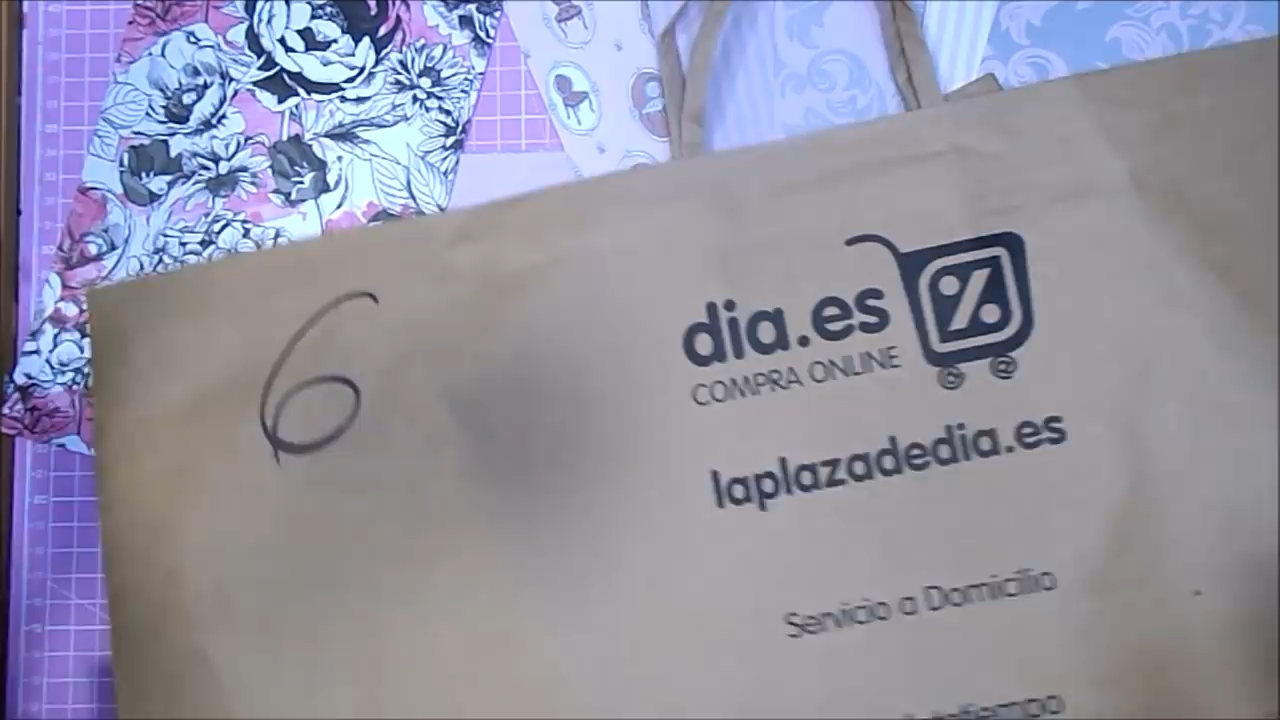 6
dia.es %
COMPRA ONLINE
@ @
laplazadedia.es
Servicio a Domicilio